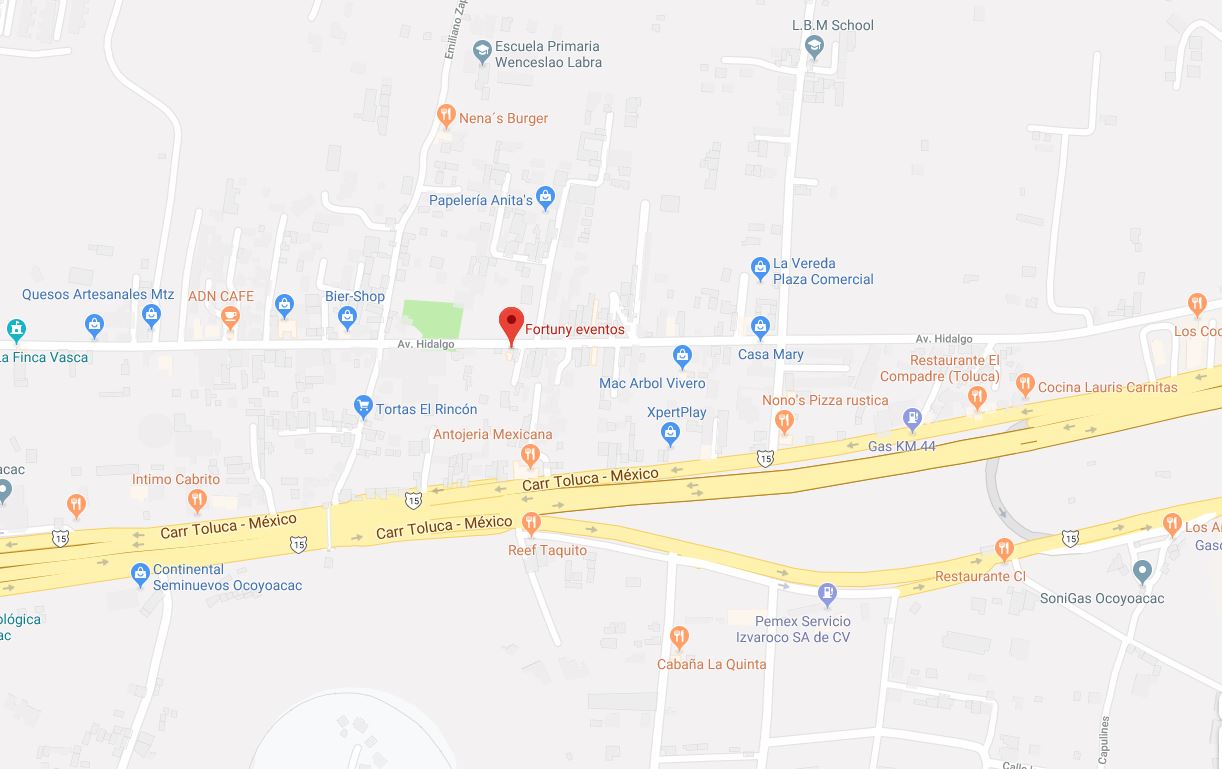 Emiliano Zap
Escuela Primaria
Wenceslao Labra
L.B.M School
Nena´s Burger
Papelería Anita's
La Vereda
Plaza Comercial
Quesos Artesanales Mtz
ADN CAFE
Bier-Shop
Fortuny eventos
La Finca Vasca
Av. Hidalgo
Av. Hidalgo
Casa Mary
Los Coc
Restaurante El
Compadre (Toluca)
Mac Arbol Vivero
Cocina Lauris Carnitas
Nono's Pizza rustica
Tortas El Rincón
XpertPlay
Antojeria Mexicana
Gas KM 44
15
acac
Intimo Cabrito
Carr Toluca - México
15
Carr Toluca - México
Carr Toluca - México
15
15
15
Reef Taquito
Los A
Gasc
Continental
Seminuevos Ocoyoacac
Restaurante Cl
SoniGas Ocoyoacac
ológica
ac
Pemex Servicio
Izvaroco SA de CV
Cabaña La Quinta
Capulines